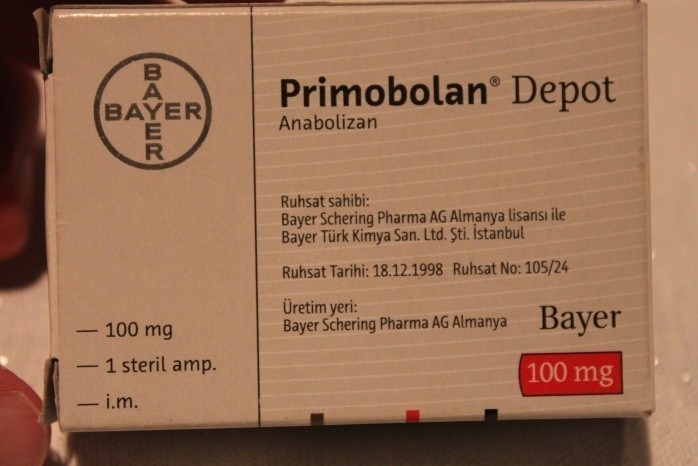 BAYER
BAYER
— 100 mg
— 1 steril amp.
— i.m.
Primobolan® Depot
Anabolizan
Ruhsat sahibi:
Bayer Schering Pharma AG Almanya lisansı ile
Bayer Türk Kimya San. Ltd. Şti. İstanbul
Ruhsat Tarihi: 18.12.1998 Ruhsat No: 105/24
Üretim yeri:
Bayer Schering Pharma AG Almanya
Bayer
100 mg